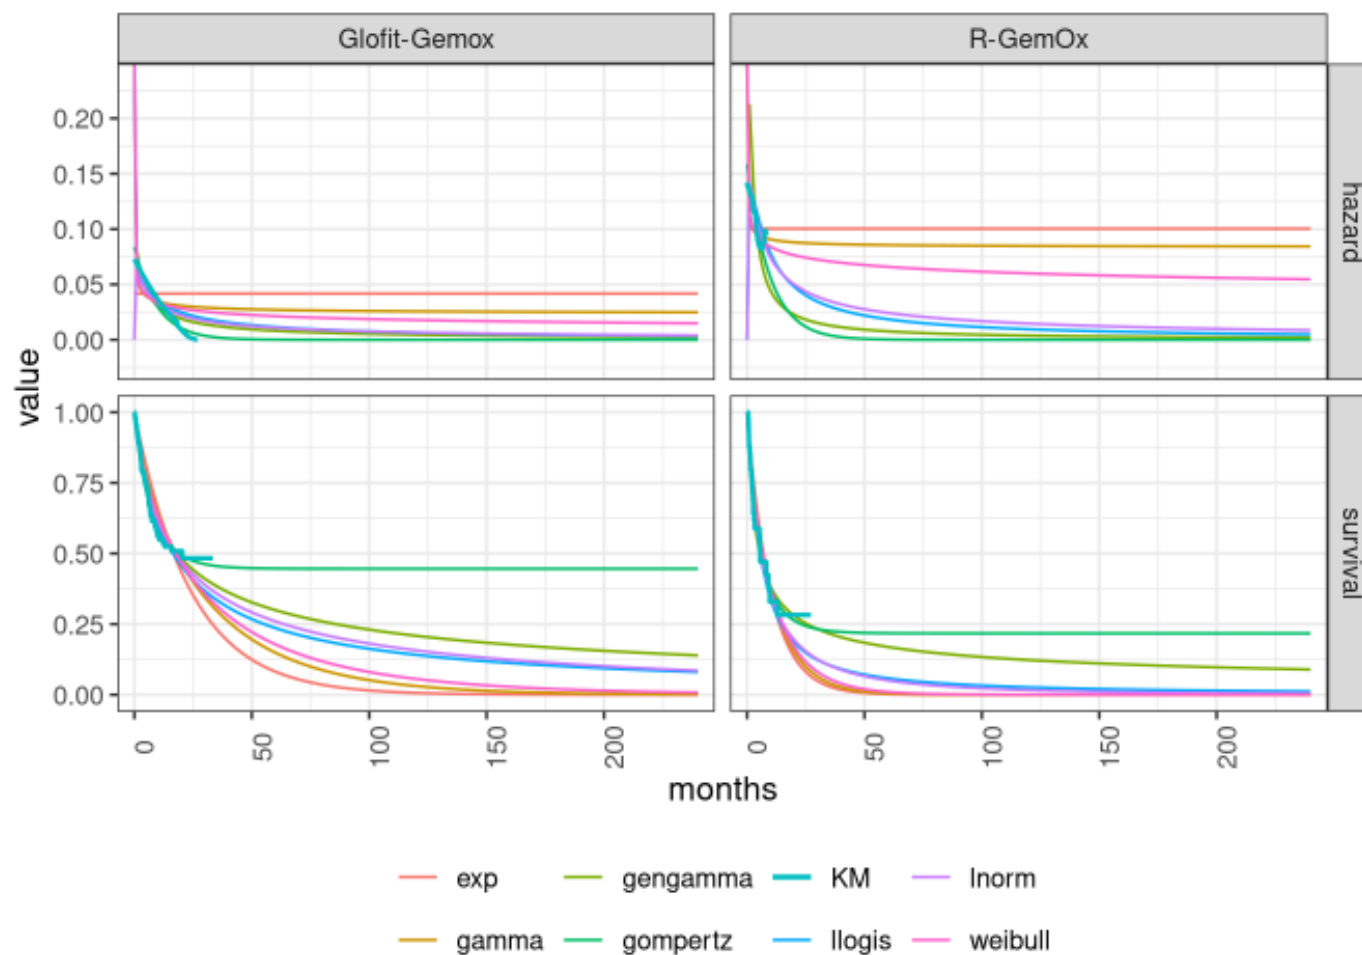 Glofit-Gemox
R-GemOx
value
0.20
0.15
0.10
0.05
0.00
hazard
1.00
0.75
0.50
0.25
0.00
survival
0
50
100
150
200
0
50
100
150
200
months
exp
gengamma
KM
lnorm
gamma
gompertz
llogis
weibull